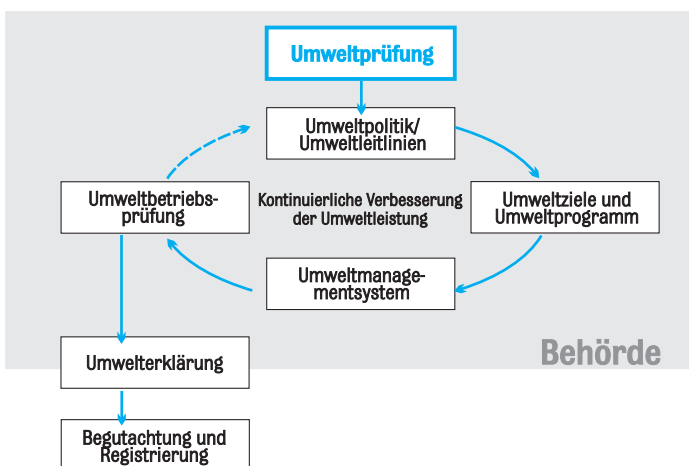 Umweltprüfung
Umweltpolitik/
Umweltleitlinien
Umweltbetriebs-
prüfung
Kontinuierliche Verbesserung
der Umweltleistung
Umweltziele und
Umweltprogramm
Umweltmanage-
mentsystem
Behörde
Umwelterklärung
Begutachtung und
Registrierung